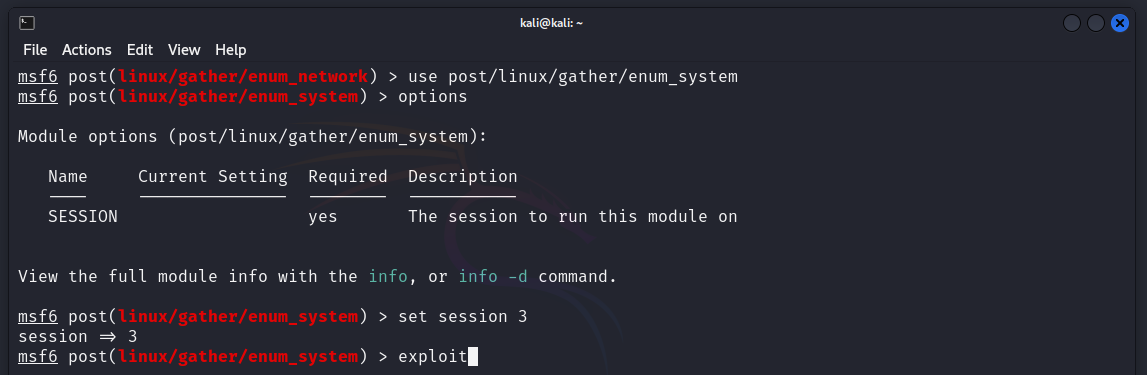 kali@kali: ~
File Actions Edit View Help
msf6 post(linux/gather/enum_network) > use post/linux/gather/enum_system
msf6 post(linux/gather/enum_system) > options
Module options (post/linux/gather/enum_system):
Name Current Setting Required Description
SESSION yes The session to run this module on
View the full module info with the info, or info -d command.
msf6 post(linux/gather/enum_system) > set session 3
session => 3
msf6 post(linux/gather/enum_system) > exploit